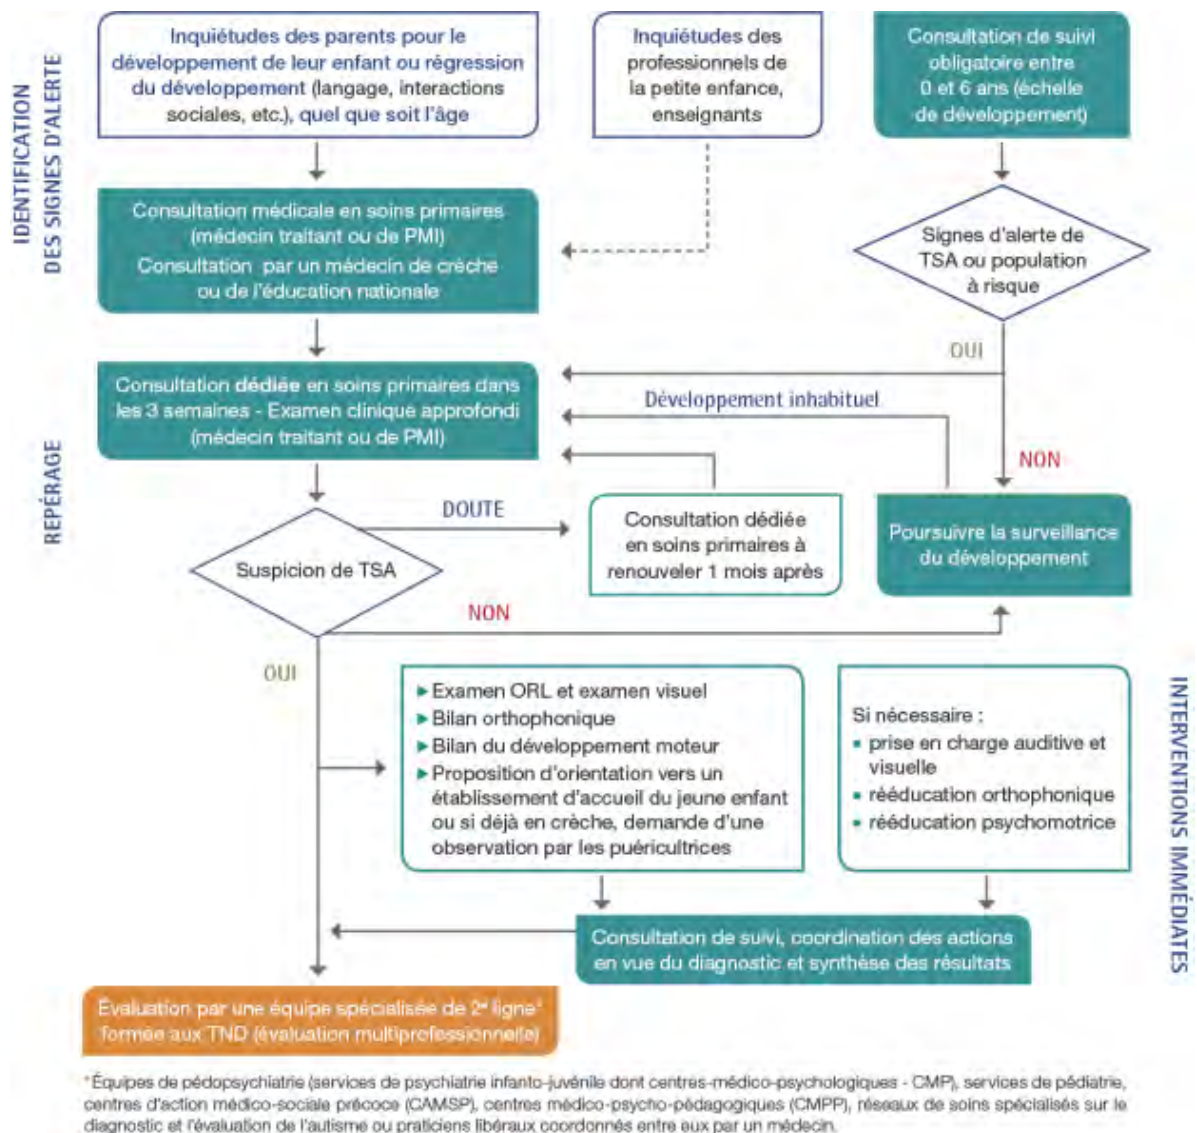 IDENTIFICATION
DES SIGNES D'ALERTE
Inquiétudes des parents pour le
développement de leur enfant ou régression
du développement (langage, interactions
sociales, etc.), quel que soit l'âge
Inquiétudes des
professionnels de
la petite enfance,
enseignants
Consultation de suivi
obligatoire entre
0 et 6 ans (échelle
de développement)
Consultation médicale en soins primaires
(médecin traitant ou de PMI)
Consultation par un médecin de crèche
ou de l'éducation nationale
Signes d'alerte de
TSA ou population
à risque
OUI
REPÉRAGE
Consultation dédiée en soins primaires dans
les 3 semaines - Examen clinique approfondi
(médecin traitant ou de PMI)
Développement inhabituel
NON
DOUTE
Suspicion de TSA
Consultation dédiée
en soins primaires à
renouveler 1 mois après
Poursuivre la surveillance
du développement
NON
OUI
INTERVENTIONS IMMÉDIATES
▶ Examen ORL et examen visuel
▶ Bilan orthophonique
▶ Bilan du développement moteur
▶ Proposition d'orientation vers un
établissement d'accueil du jeune enfant
ou si déjà en crèche, demande d'une
observation par les puéricultrices
Si nécessaire :
▪ prise en charge auditive et
visuelle
▪ rééducation orthophonique
▪ rééducation psychomotrice
Consultation de suivi, coordination des actions
en vue du diagnostic et synthèse des résultats
Évaluation par une équipe spécialisée de 2e ligne*
formée aux TND (évaluation multiprofessionnelle)
*Équipes de pédopsychiatrie (services de psychiatrie infanto-juvénile dont centres-médico-psychologiques - CMP), services de pédiatrie,
centres d'action médico-sociale précoce (CAMSP), centres médico-psycho-pédagogiques (CMPP), réseaux de soins spécialisés sur le
diagnostic et l'évaluation de l'autisme ou praticiens libéraux coordonnés entre eux par un médecin.